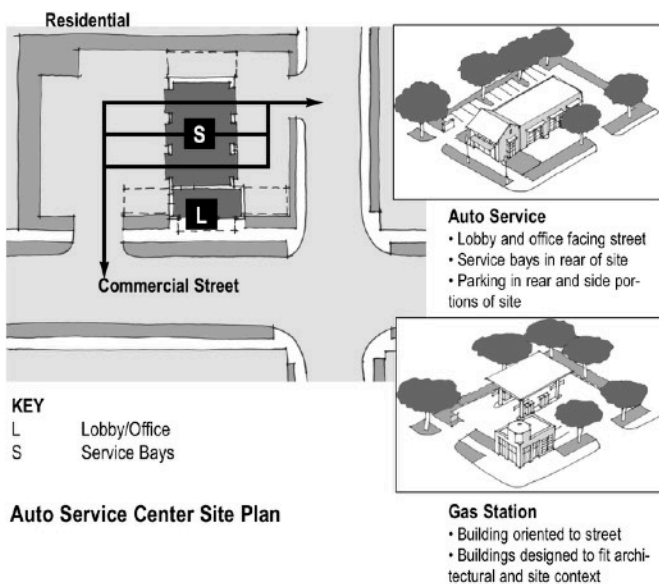 Residential
S
L
Commercial Street
KEY
L Lobby/Office
S Service Bays
Auto Service Center Site Plan
Auto Service
• Lobby and office facing street
• Service bays in rear of site
• Parking in rear and side por-
tions of site
Gas Station
• Building oriented to street
• Buildings designed to fit archi-
tectural and site context